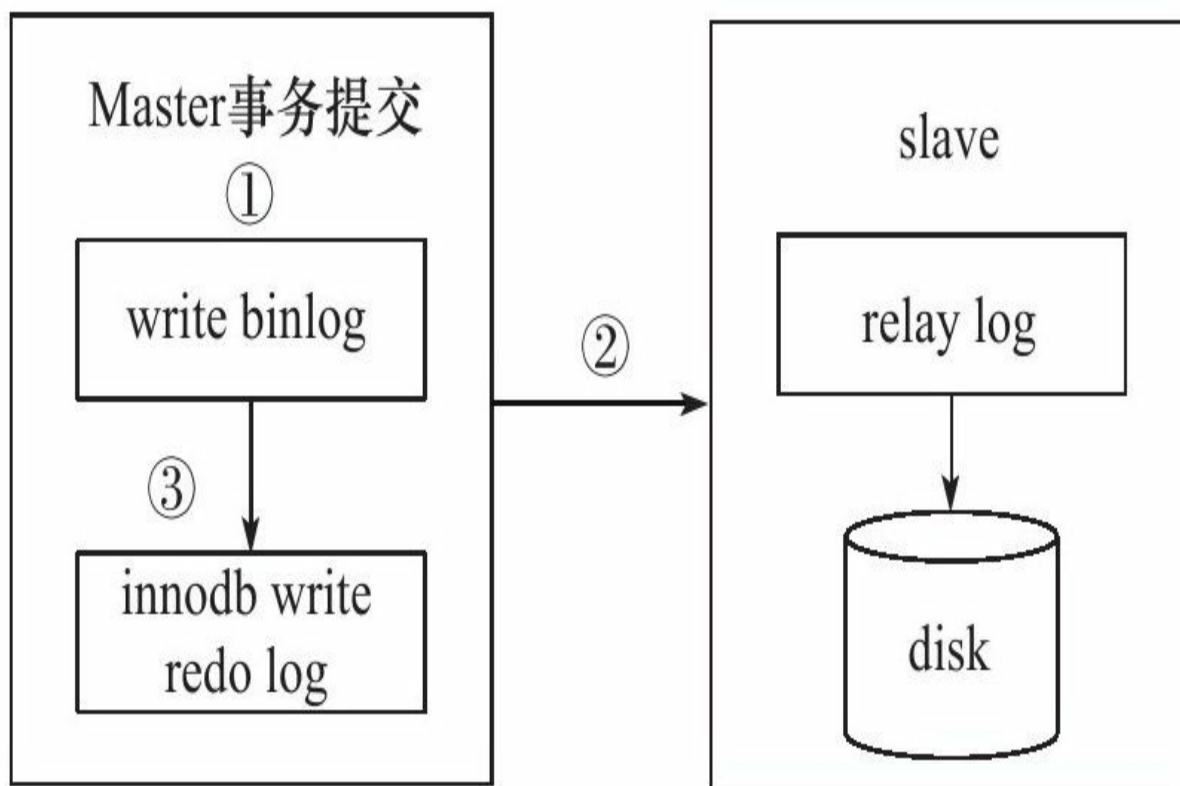 Master事务提交
①
write binlog
②
③
innodb write
redo log
slave
relay log
disk